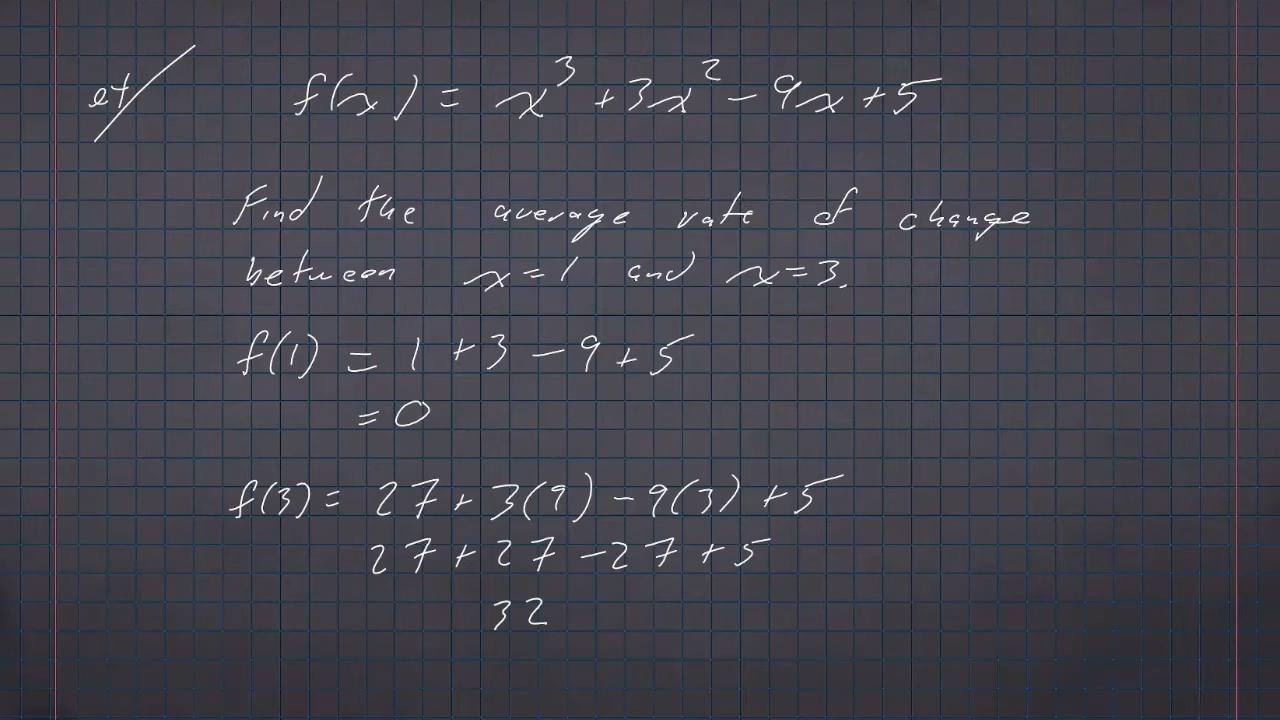 ex/ f(x) = x³ + 3x² - 9x + 5
Find the average rate of change
between x = 1 and x = 3.
f(1) = 1 + 3 - 9 + 5
= 0
f(3) = 27 + 3(9) - 9(3) + 5
27 + 27 - 27 + 5
32